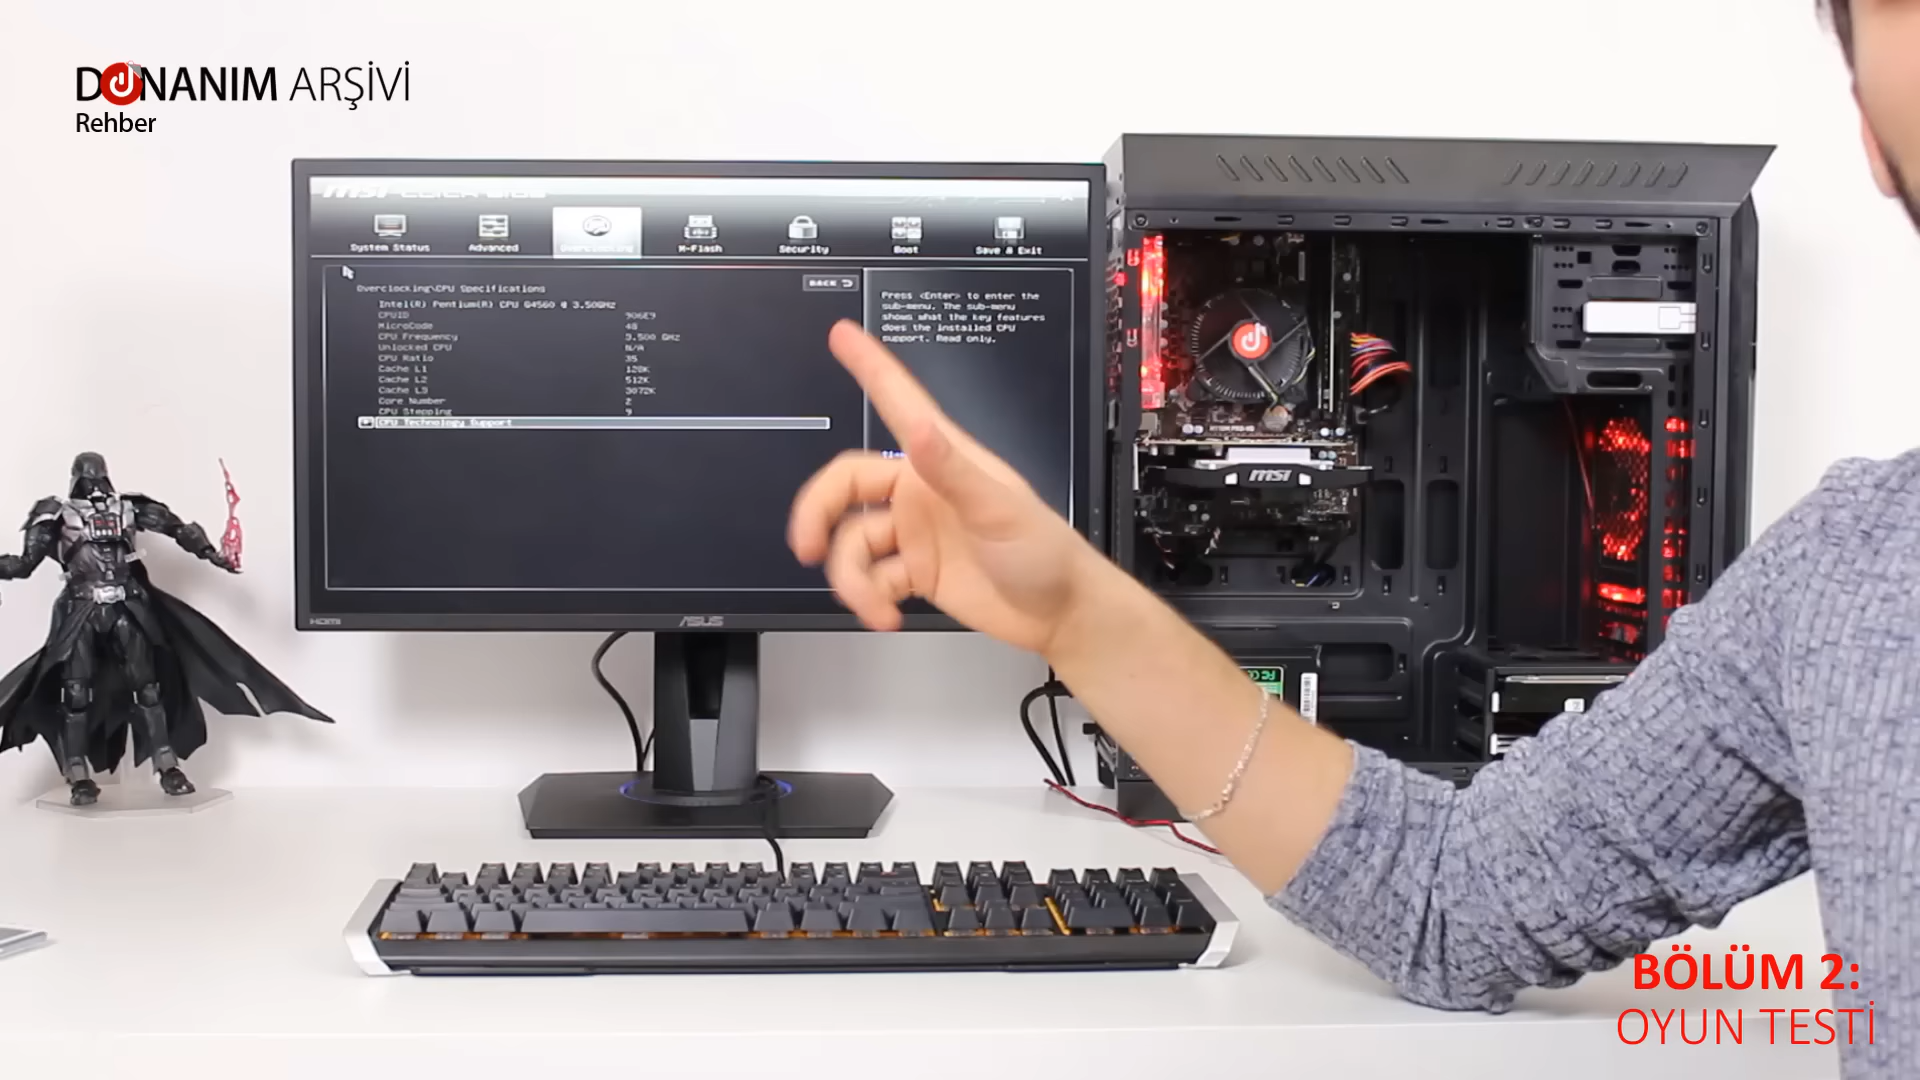 DONANIM ARŞİVİ
Rehber
System Status
Advanced
Overclocking
M-Flash
Security
Boot
Save & Exit
BACK
Overclocking\CPU Specifications
Intel(R) Pentium(R) CPU G4560 @ 3.50GHz
CPUID 906E9
MicroCode 48
CPU Frequency 3.500 GHz
Unlocked CPU N/A
CPU Ratio 35
Cache L1 128K
Cache L2 512K
Cache L3 3072K
Core Number 2
CPU Stepping 9
CPU Technology Support
Press <Enter> to enter the
sub-menu. The sub-menu
shows what the key features
does the installed CPU
support. Read only.
HDMI
ASUS
msi
BÖLÜM 2:
OYUN TESTİ